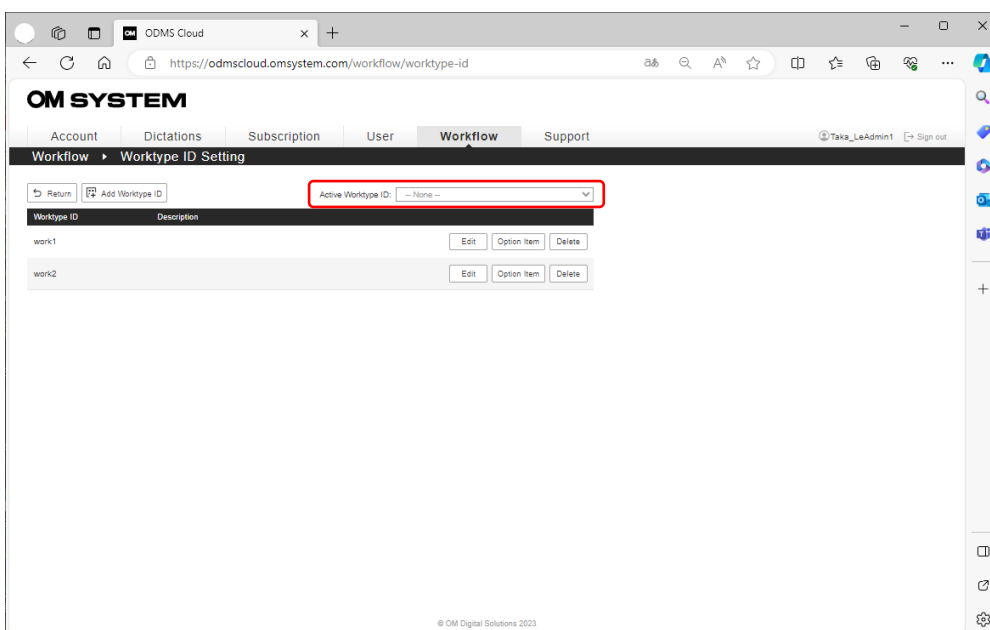 OM ODMS Cloud
https://odmscloud.omsystem.com/workflow/worktype-id
OM SYSTEM
Account Dictations Subscription User Workflow Support Taka_LeAdmin1 Sign out
Workflow Worktype ID Setting
Return Add Worktype ID Active Worktype ID: -- None --
Worktype ID Description
work1 Edit Option Item Delete
work2 Edit Option Item Delete
© OM Digital Solutions 2023